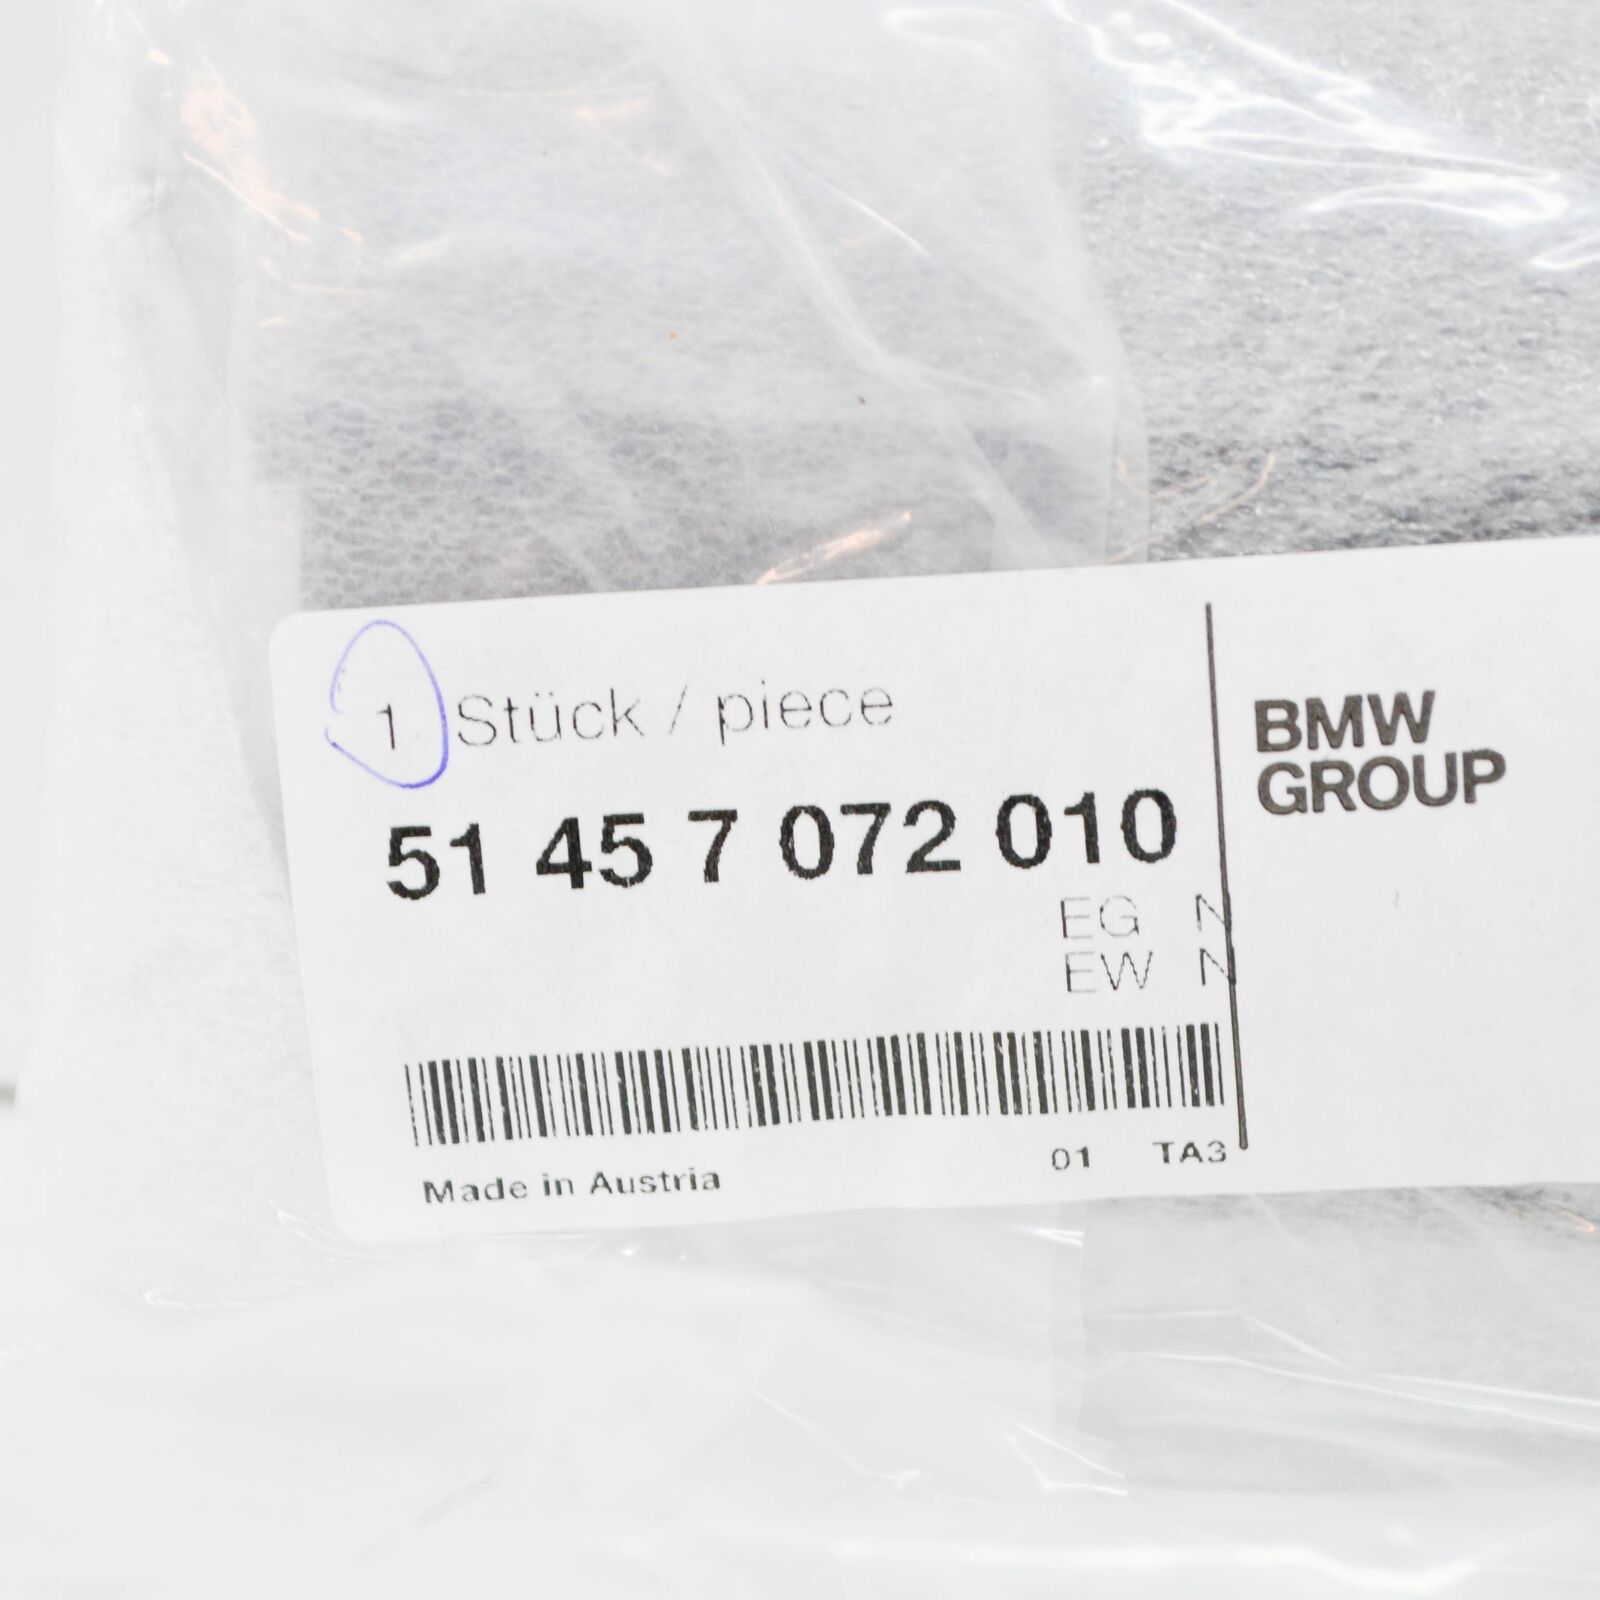 1 Stück / piece
51 45 7 072 010
EG N
EW N
Made in Austria
01 TA3
BMW
GROUP